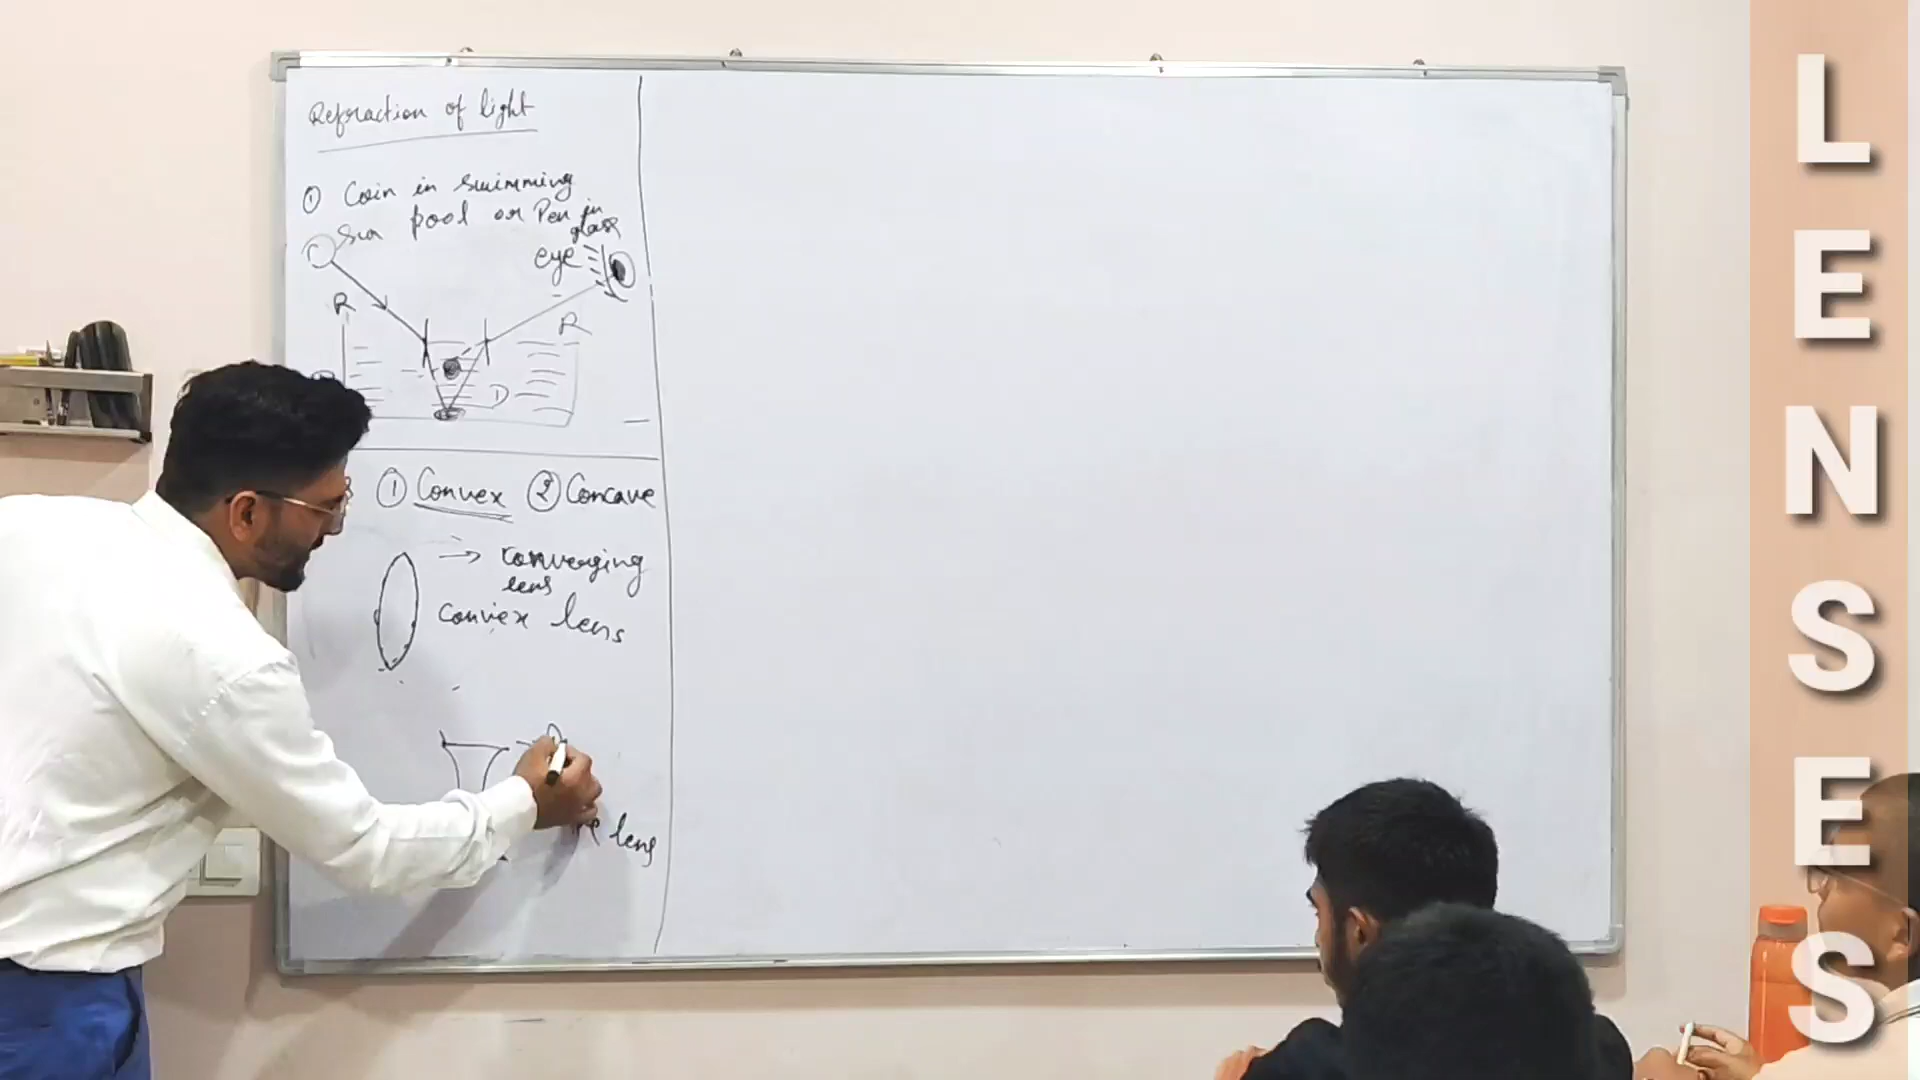 Refraction of light
① Coin in swimming
pool or Pen in
glass
Sun
eye
R
R
D
① Convex ② Concave
→ converging
lens
convex lens
lens
LENSES